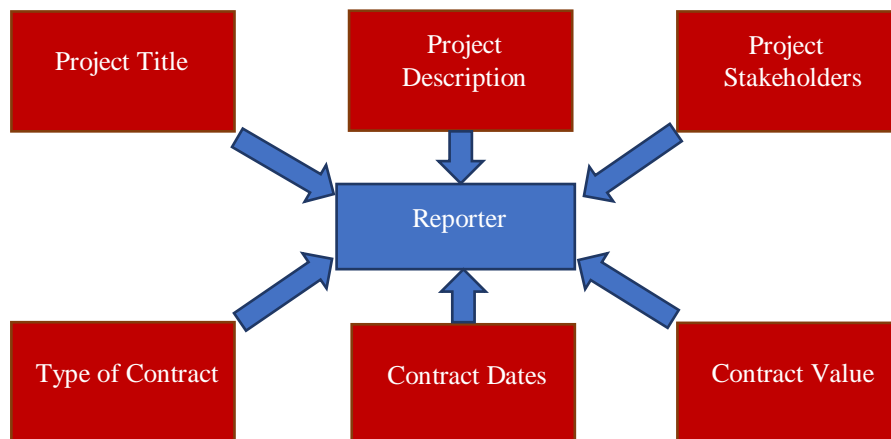 Project Title
Project
Description
Project
Stakeholders
Reporter
Type of Contract
Contract Dates
Contract Value